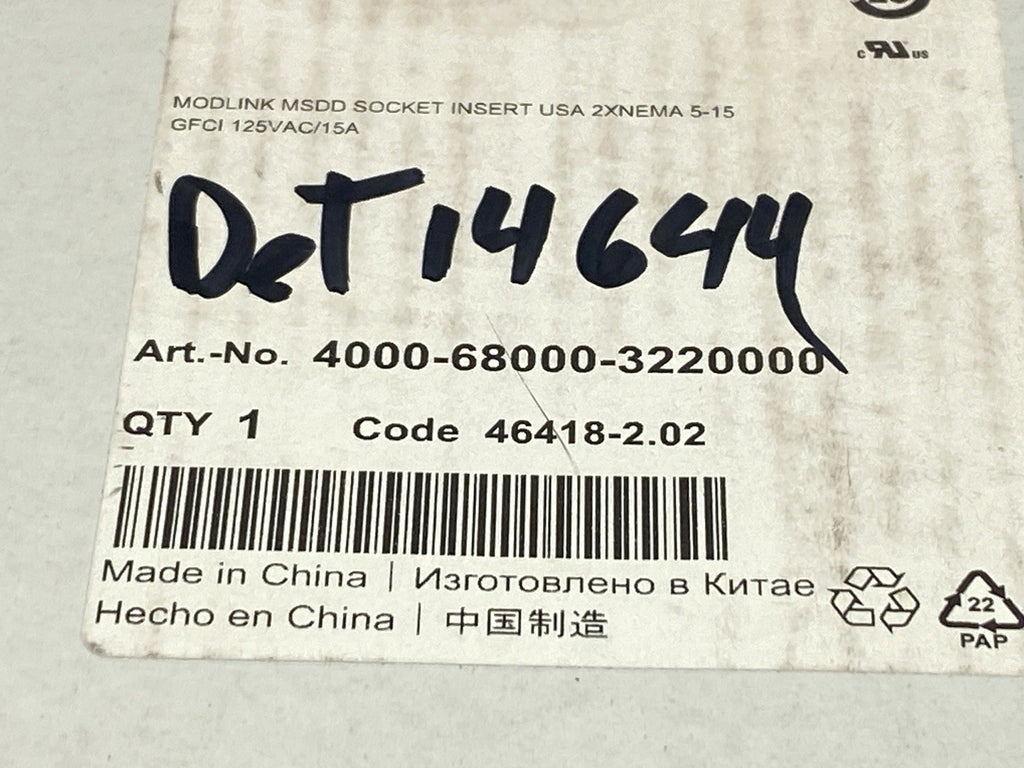 c RU US
MODLINK MSDD SOCKET INSERT USA 2XNEMA 5-15
GFCI 125VAC/15A
DeT 14644
Art.-No. 4000-68000-3220000
QTY 1 Code 46418-2.02
Made in China | Изготовлено в Китае
Hecho en China | 中国制造
22
PAP